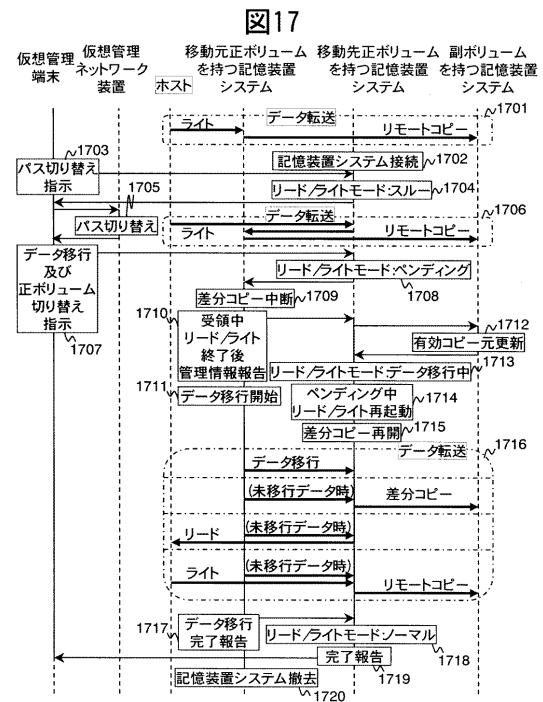 図17
仮想管理
端末
仮想管理
ネットワーク
装置
ホスト
移動元正ボリューム
を持つ記憶装置
システム
移動先正ボリューム
を持つ記憶装置
システム
副ボリューム
を持つ記憶装置
システム
データ転送
1701
ライト
リモートコピー
1703
パス切り替え
指示
記憶装置システム接続
1702
1705
リード/ライトモード:スルー
1704
パス切り替え
データ転送
1706
ライト
リモートコピー
データ移行
及び
正ボリューム
切り替え
指示
1707
リード/ライトモード:ペンディング
1708
差分コピー中断
1709
1710
受領中
リード/ライト
終了後
管理情報報告
1712
有効コピー元更新
1713
リード/ライトモード:データ移行中
1711
データ移行開始
ペンディング中
リード/ライト再起動
1714
差分コピー再開
1715
データ転送
1716
データ移行
(未移行データ時)
差分コピー
(未移行データ時)
リード
(未移行データ時)
ライト
リモートコピー
1717
データ移行
完了報告
リード/ライトモード:ノーマル
1718
完了報告
1719
記憶装置システム撤去
1720